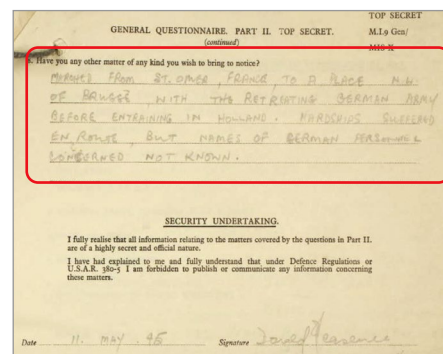 TOP SECRET
GENERAL QUESTIONNAIRE. PART II. TOP SECRET.
M.I.9 Gen/
(continued)
MIS-X
Have you any other matter of any kind you wish to bring to notice?
MARCHED FROM ST. OMER, FRANCE, TO A PLACE N.W.
OF BRUGGE, WITH THE RETREATING GERMAN ARMY
BEFORE ENTRAINING IN HOLLAND. HARDSHIPS SUFFERED
EN ROUTE, BUT NAMES OF GERMAN PERSONNEL
CONCERNED NOT KNOWN.
SECURITY UNDERTAKING.
I fully realise that all information relating to the matters covered by the questions in Part II.
are of a highly secret and official nature.
I have had explained to me and fully understand that under Defence Regulations or
U.S.A.R. 380-5 I am forbidden to publish or communicate any information concerning
these matters.
Date 11. MAY. 45 Signature David